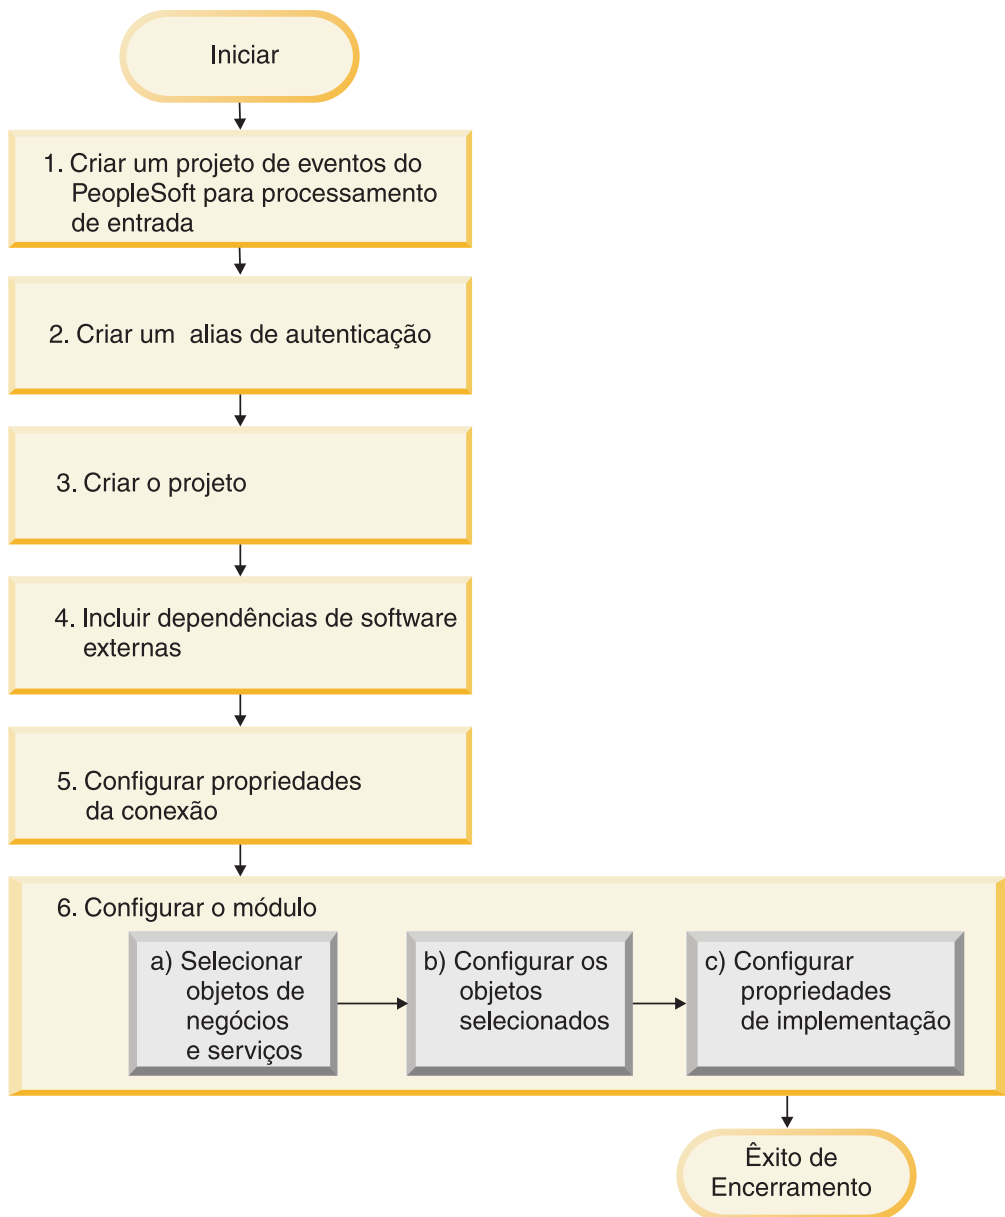 Iniciar
1. Criar um projeto de eventos do
PeopleSoft para processamento
de entrada
2. Criar um alias de autenticação
3. Criar o projeto
4. Incluir dependências de software
externas
5. Configurar propriedades
da conexão
6. Configurar o módulo
a) Selecionar
objetos de
negócios
e serviços
b) Configurar os
objetos
selecionados
c) Configurar
propriedades
de implementação
Êxito de
Encerramento